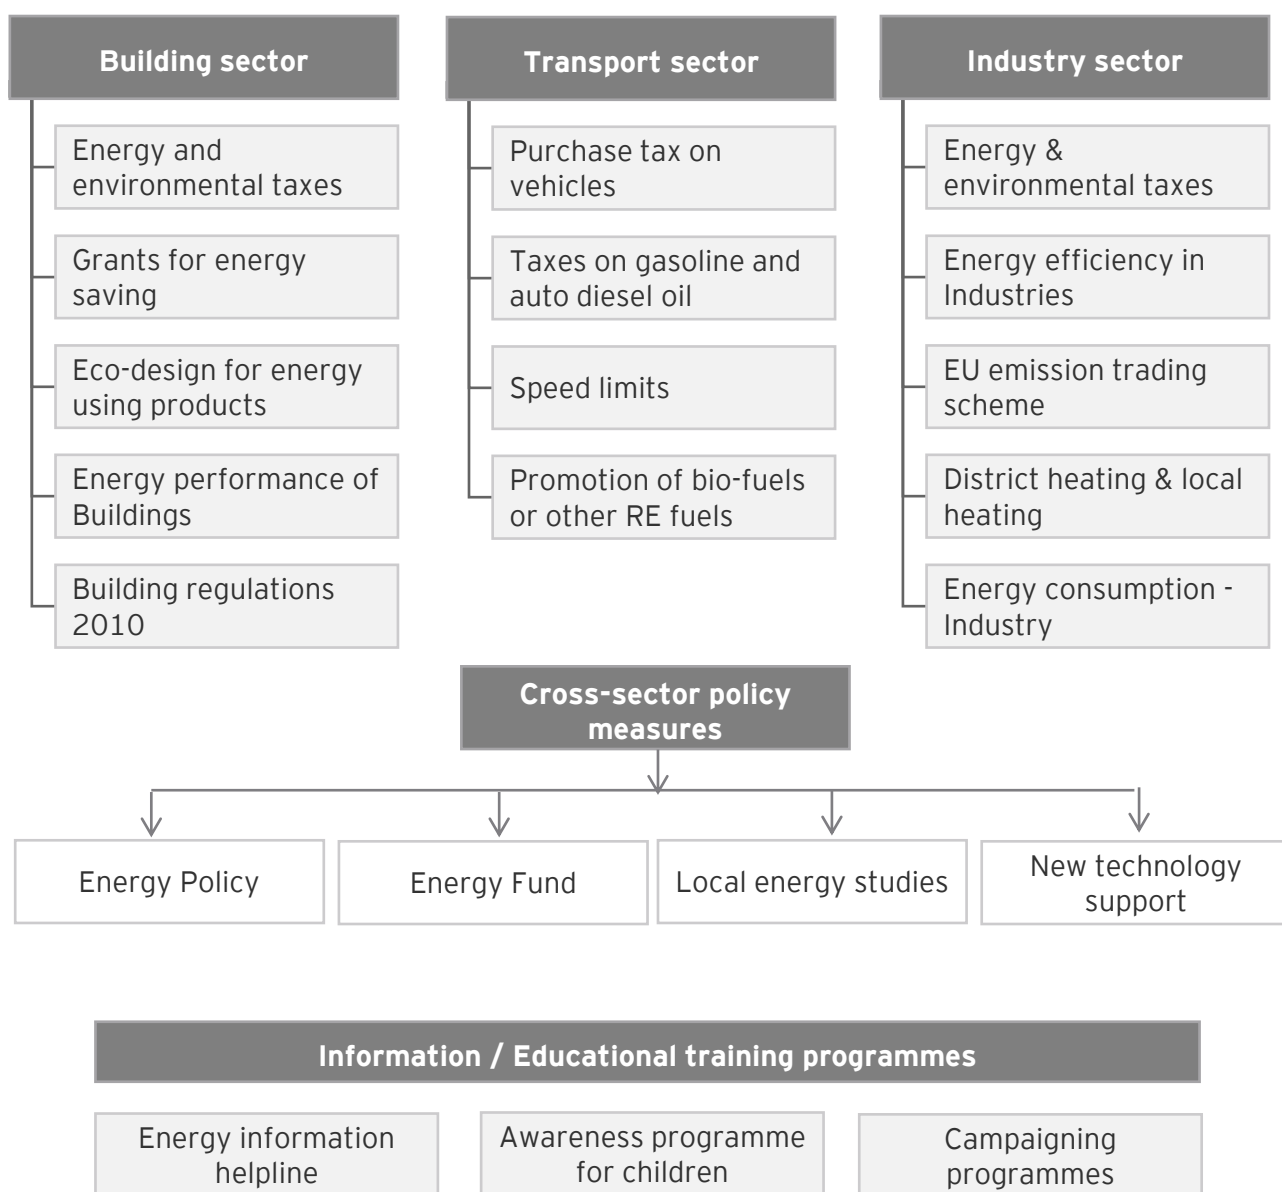 Building sector
Energy and
environmental taxes
Grants for energy
saving
Eco-design for energy
using products
Energy performance of
Buildings
Building regulations
2010
Transport sector
Purchase tax on
vehicles
Taxes on gasoline and
auto diesel oil
Speed limits
Promotion of bio-fuels
or other RE fuels
Industry sector
Energy &
environmental taxes
Energy efficiency in
Industries
EU emission trading
scheme
District heating & local
heating
Energy consumption -
Industry
Cross-sector policy
measures
Energy Policy
Energy Fund
Local energy studies
New technology
support
Information / Educational training programmes
Energy information
helpline
Awareness programme
for children
Campaigning
programmes